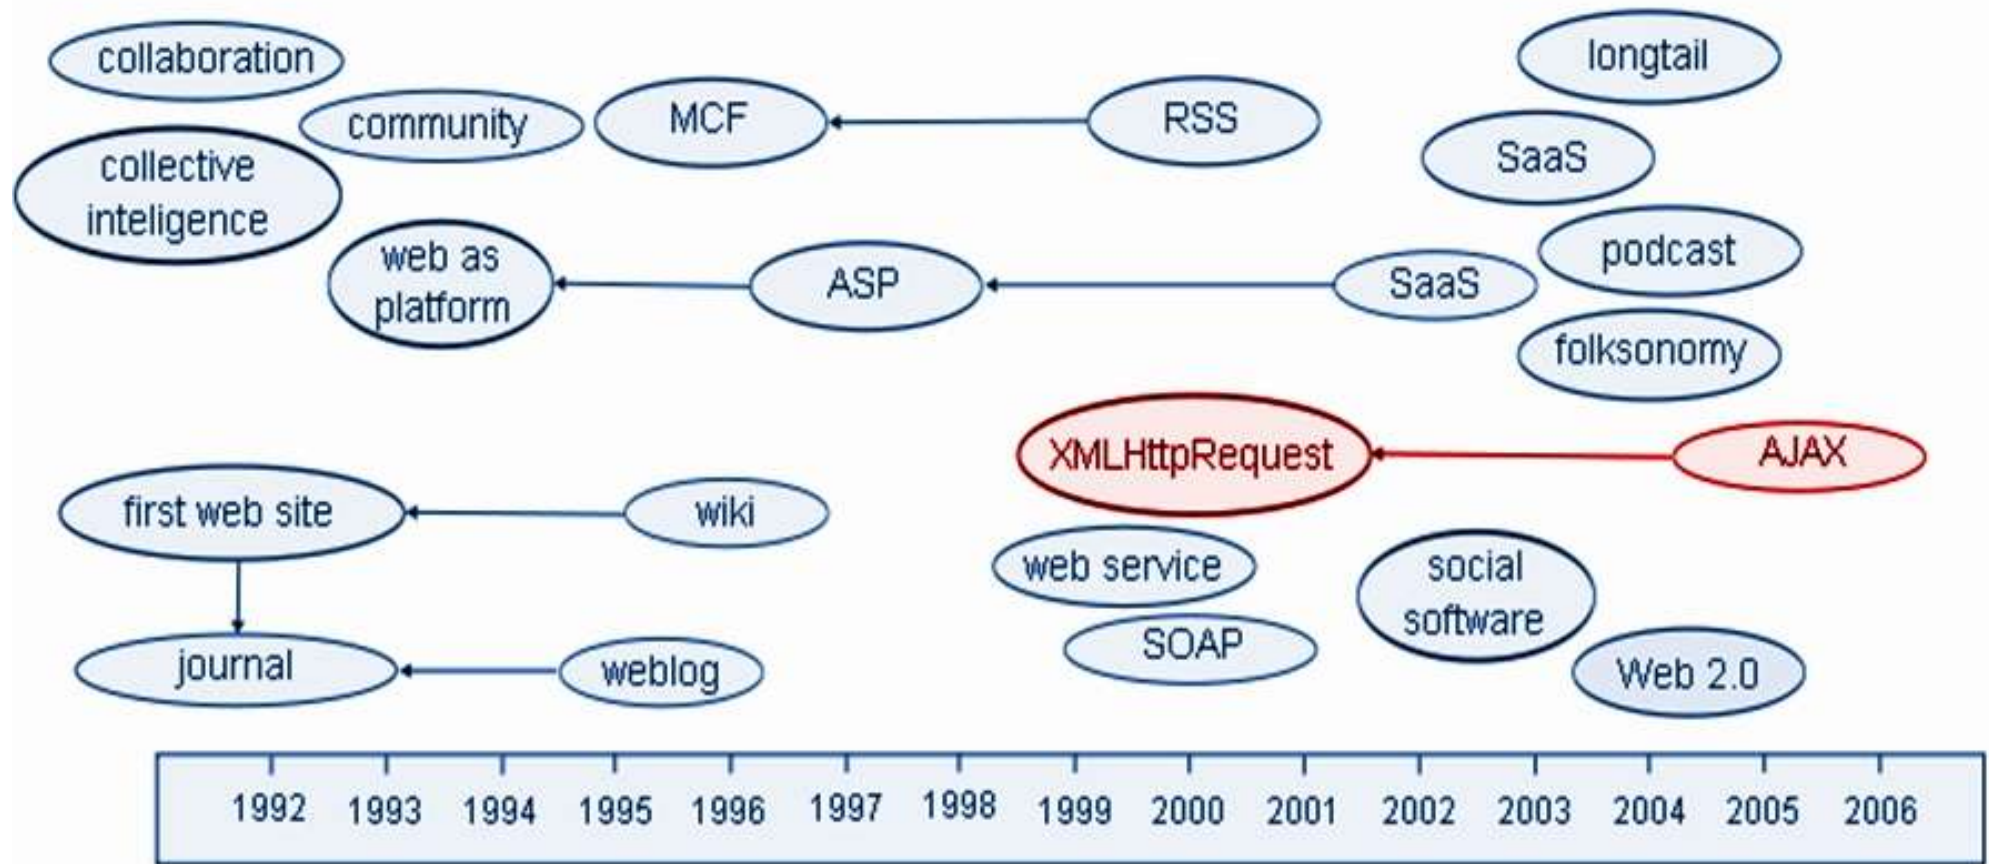 collaboration
community
MCF
RSS
longtail
SaaS
collective
inteligence
web as
platform
ASP
SaaS
podcast
folksonomy
XMLHttpRequest
AJAX
first web site
wiki
web service
social
software
journal
weblog
SOAP
Web 2.0
1992 1993 1994 1995 1996 1997 1998 1999 2000 2001 2002 2003 2004 2005 2006